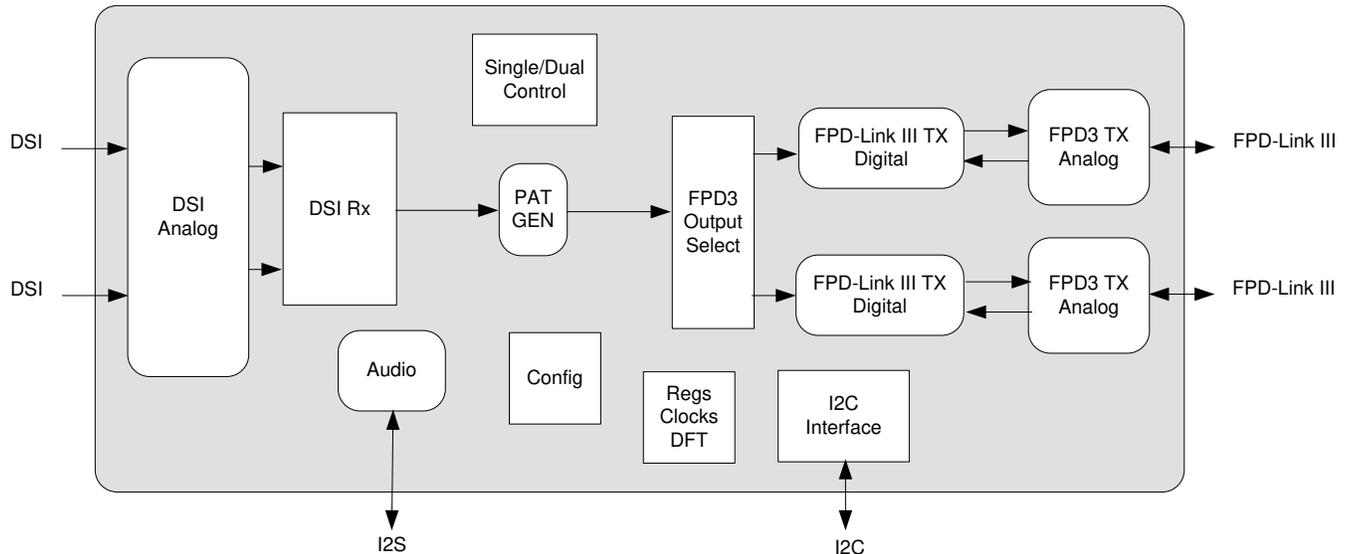 Single/Dual
Control
DSI
DSI
Analog
DSI Rx
PAT
GEN
FPD3
Output
Select
FPD-Link III TX
Digital
FPD3 TX
Analog
FPD-Link III
DSI
FPD-Link III TX
Digital
FPD3 TX
Analog
FPD-Link III
Audio
Config
Regs
Clocks
DFT
I2C
Interface
I2S
I2C